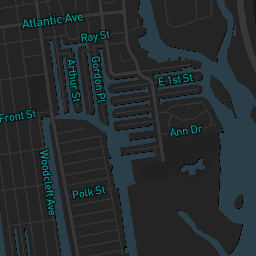 Atlantic Ave
Ray St
Arthur St
Gordon Pl
E 1st St
Front St
Ann Dr
Woodcleft Ave
Polk St